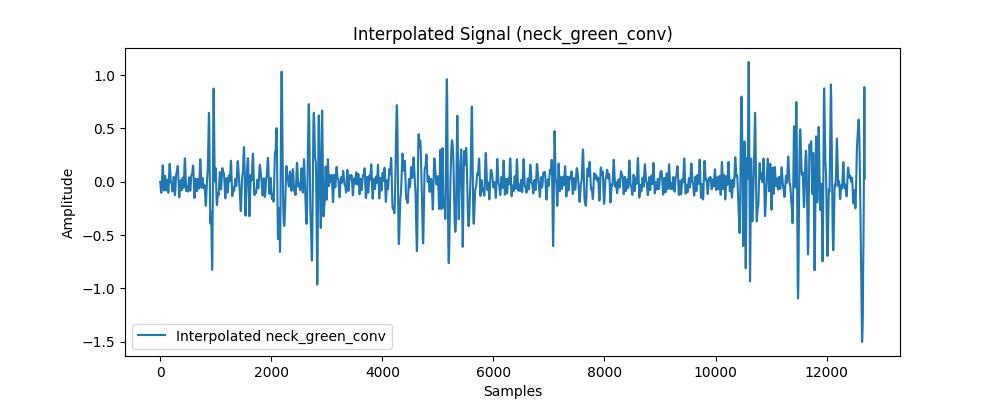 Interpolated Signal (neck_green_conv)
1.0
0.5
0.0
−0.5
−1.0
−1.5
Amplitude
Interpolated neck_green_conv
0 2000 4000 6000 8000 10000 12000
Samples